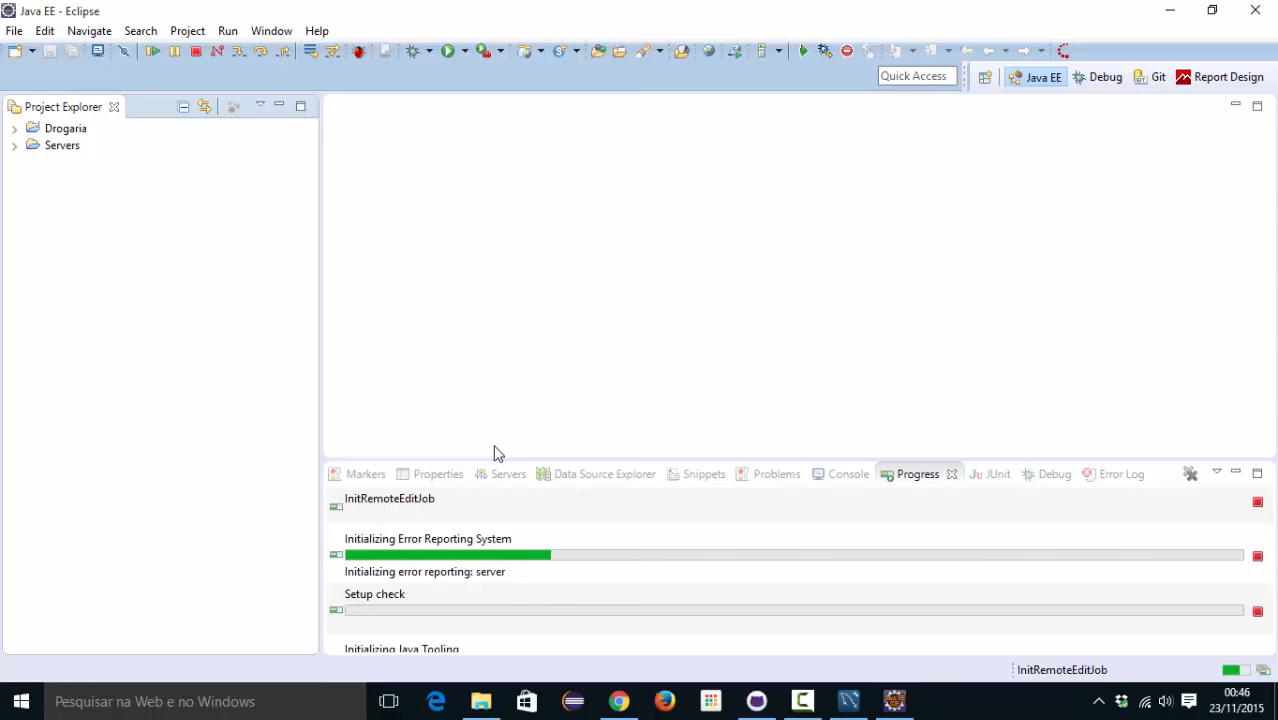 Java EE - Eclipse
File Edit Navigate Search Project Run Window Help
Quick Access
Java EE
Debug
Git
Report Design
Project Explorer
Drogaria
Servers
Markers
Properties
Servers
Data Source Explorer
Snippets
Problems
Console
Progress
Ju JUnit
Debug
Error Log
InitRemoteEditJob
Initializing Error Reporting System
Initializing error reporting: server
Setup check
Initializing Java Tooling
InitRemoteEditJob
Pesquisar na Web e no Windows
00:46
23/11/2015